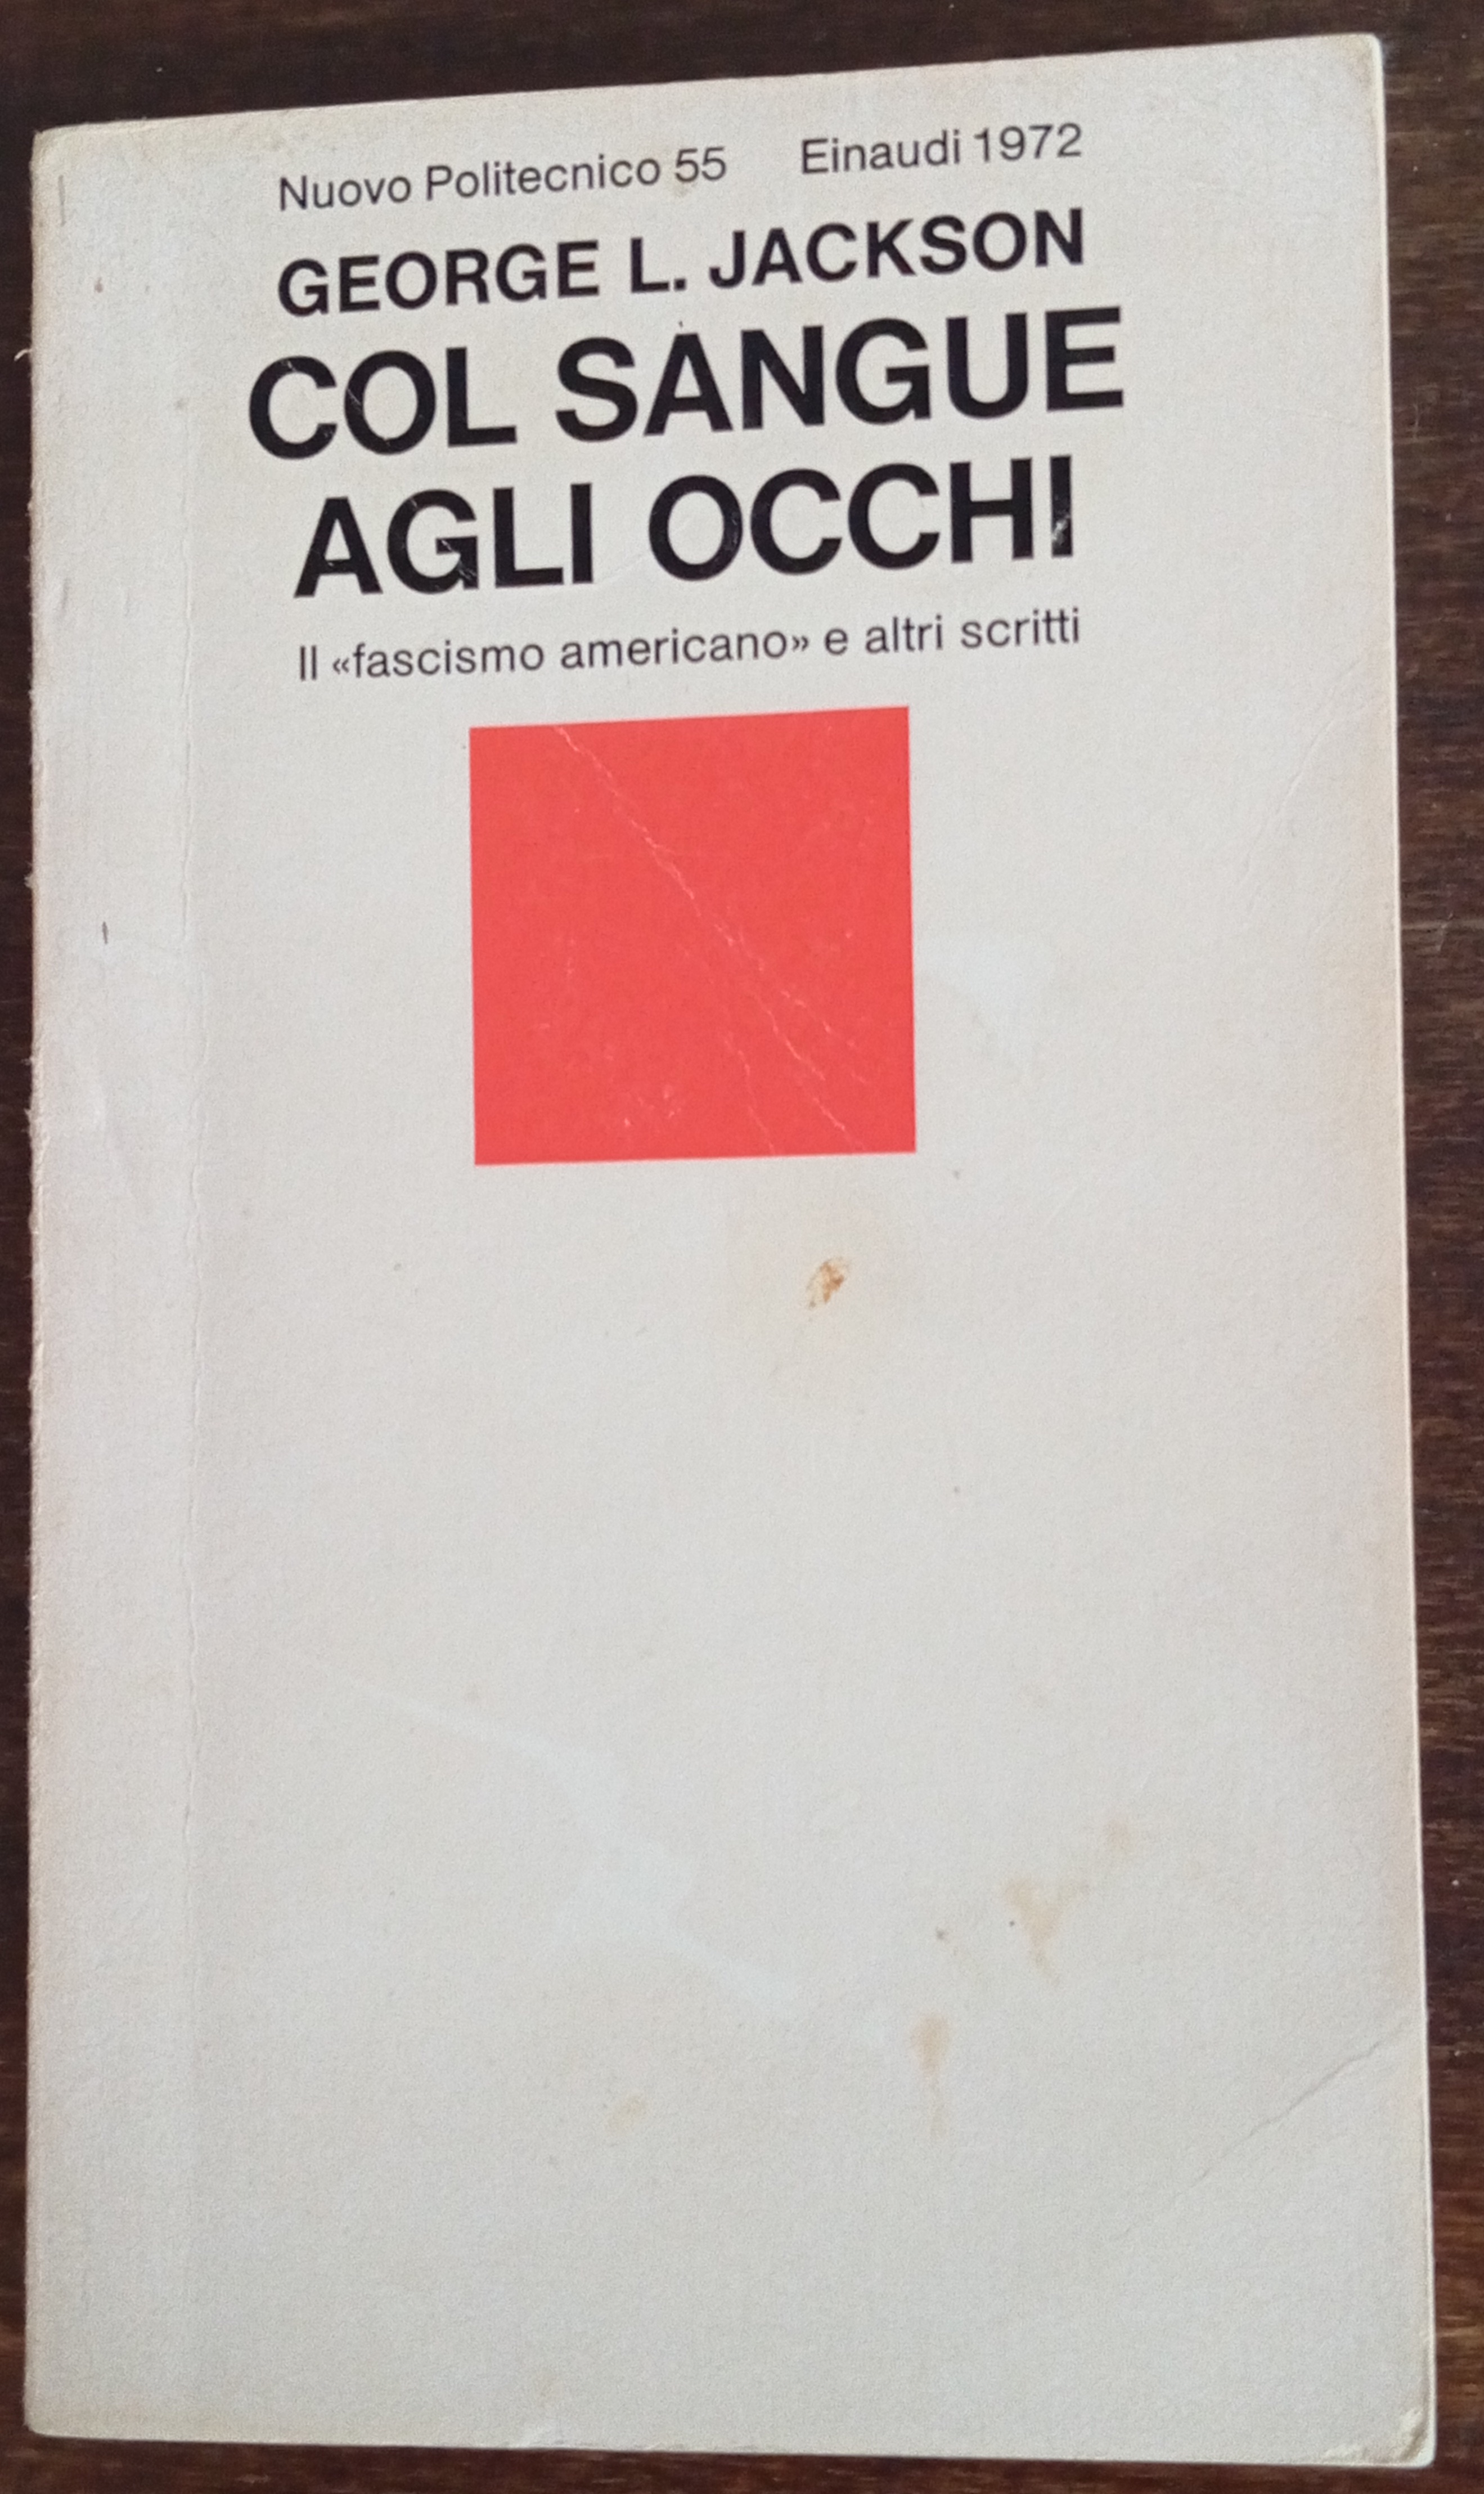 Nuovo Politecnico 55 Einaudi 1972
GEORGE L. JACKSON
COL SANGUE
AGLI OCCHI
Il «fascismo americano» e altri scritti